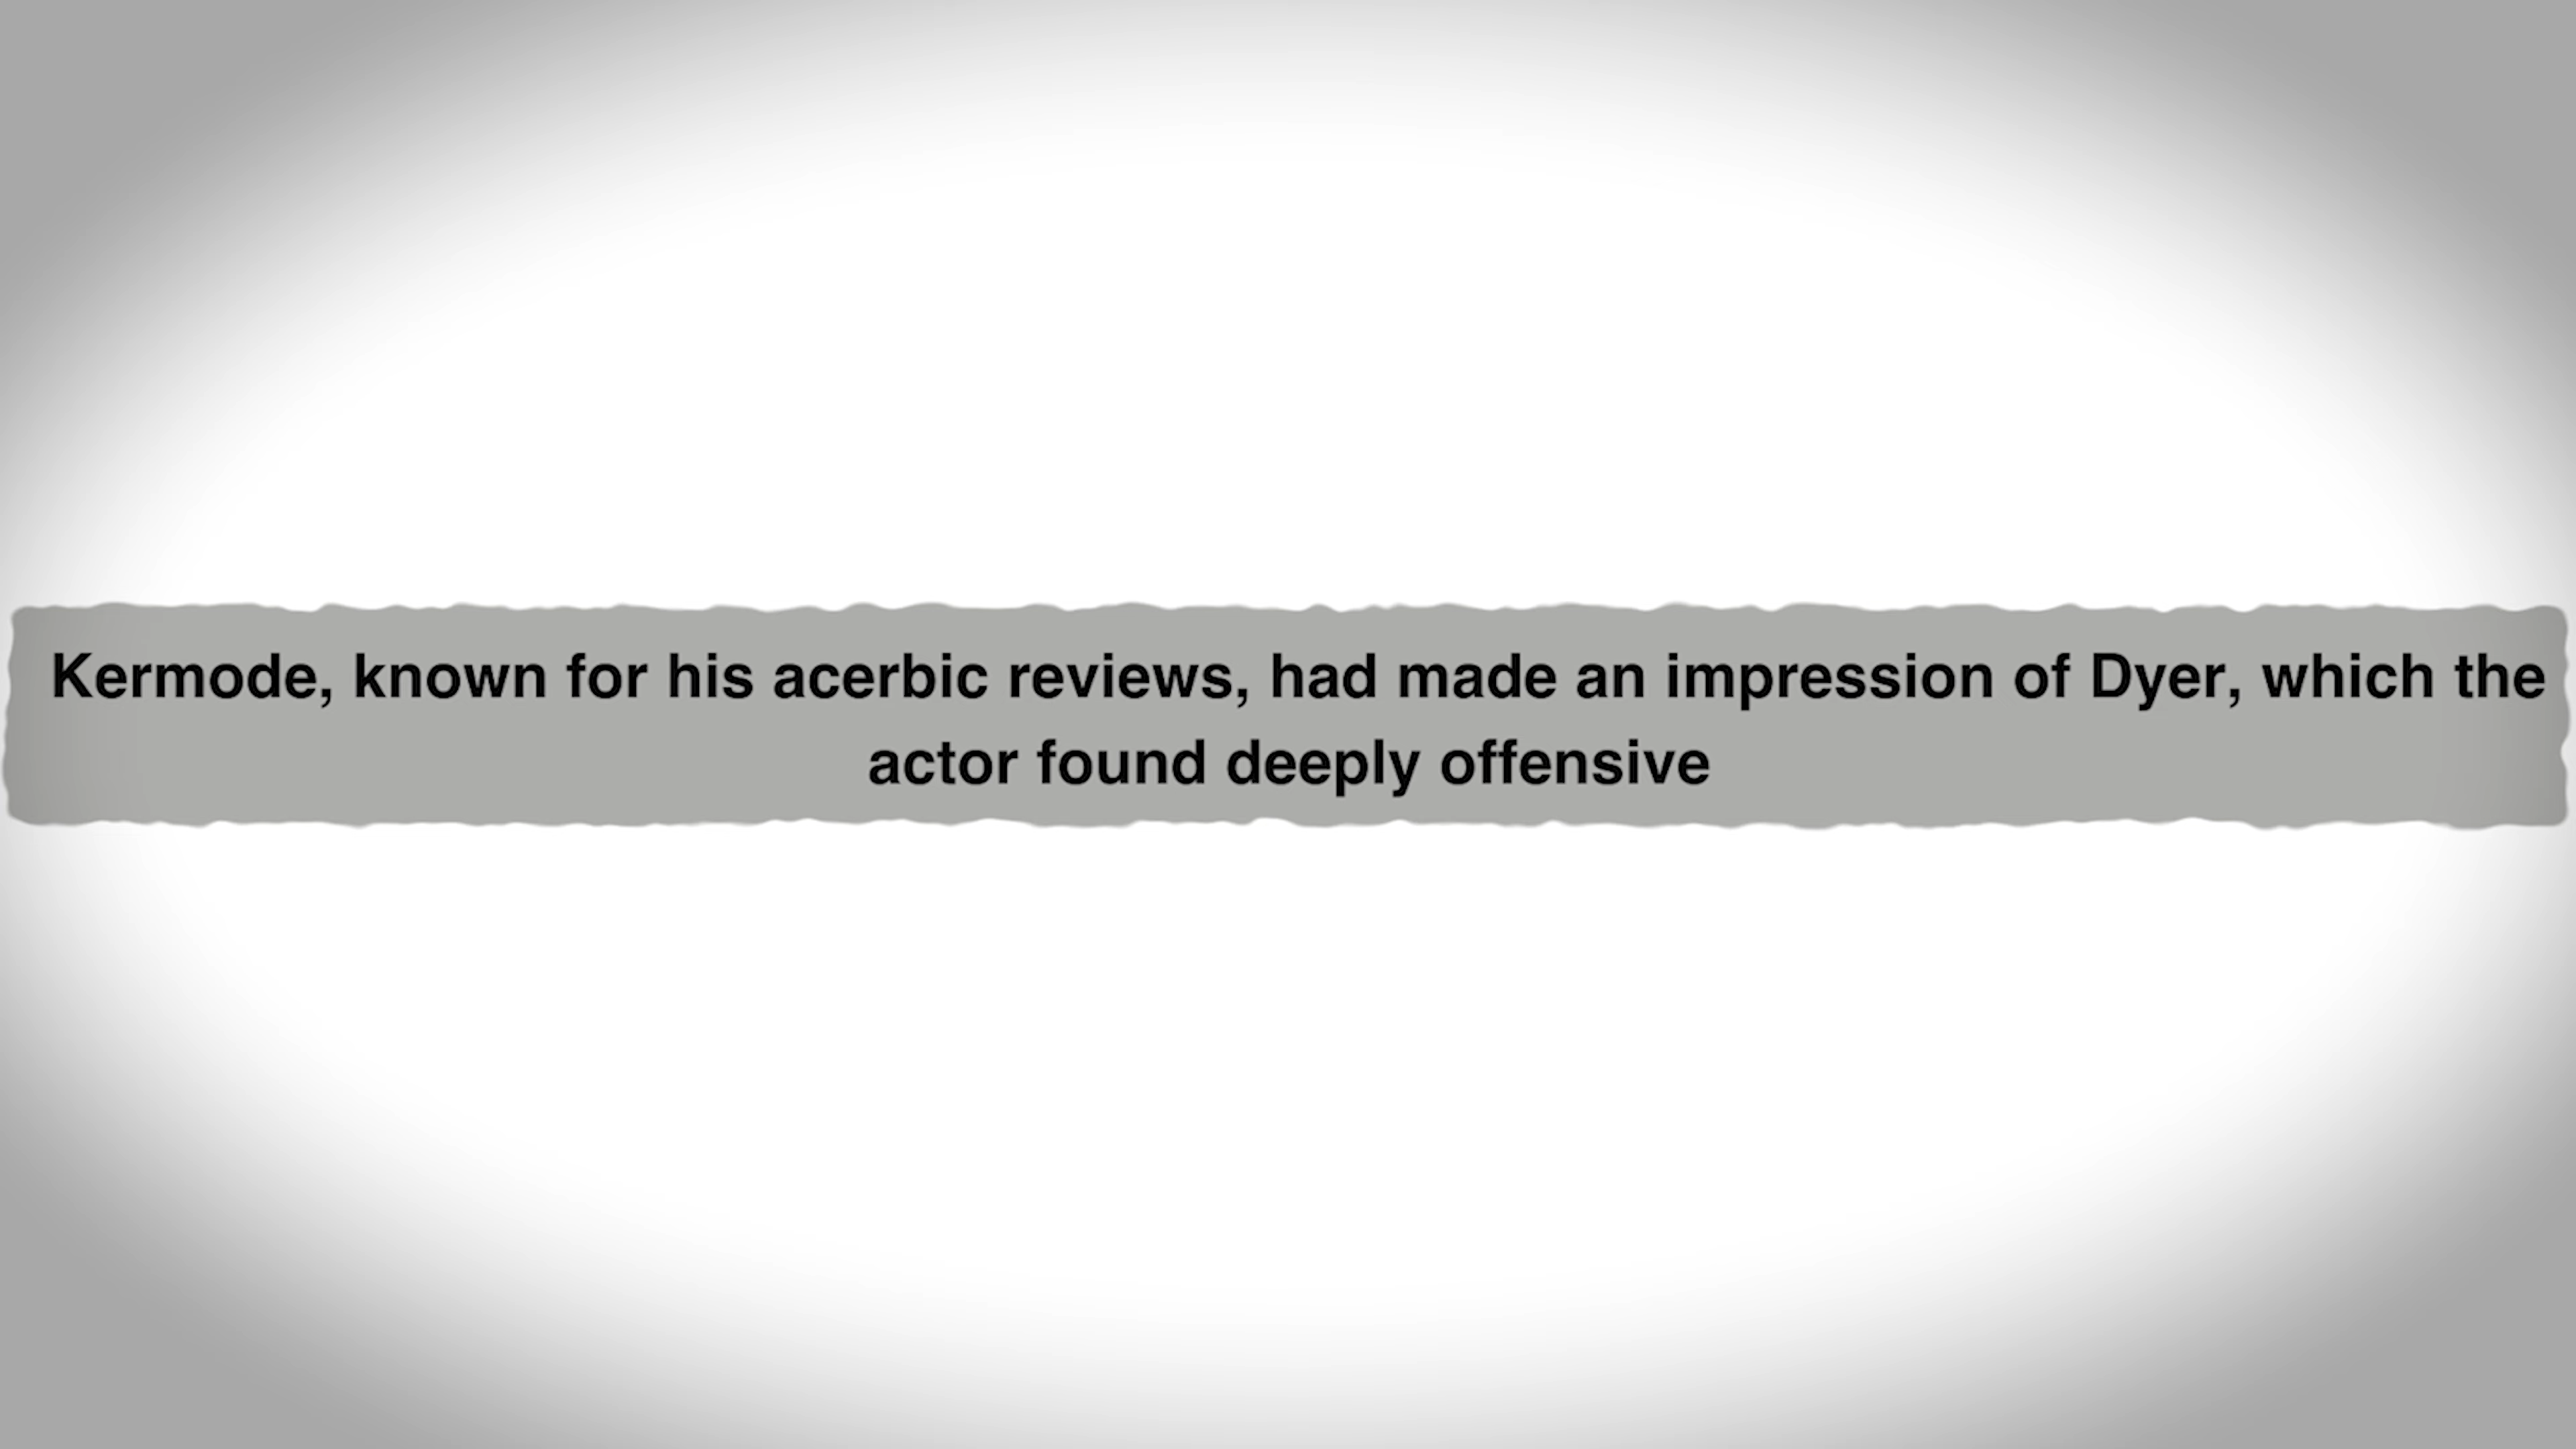 Kermode, known for his acerbic reviews, had made an impression of Dyer, which the
actor found deeply offensive